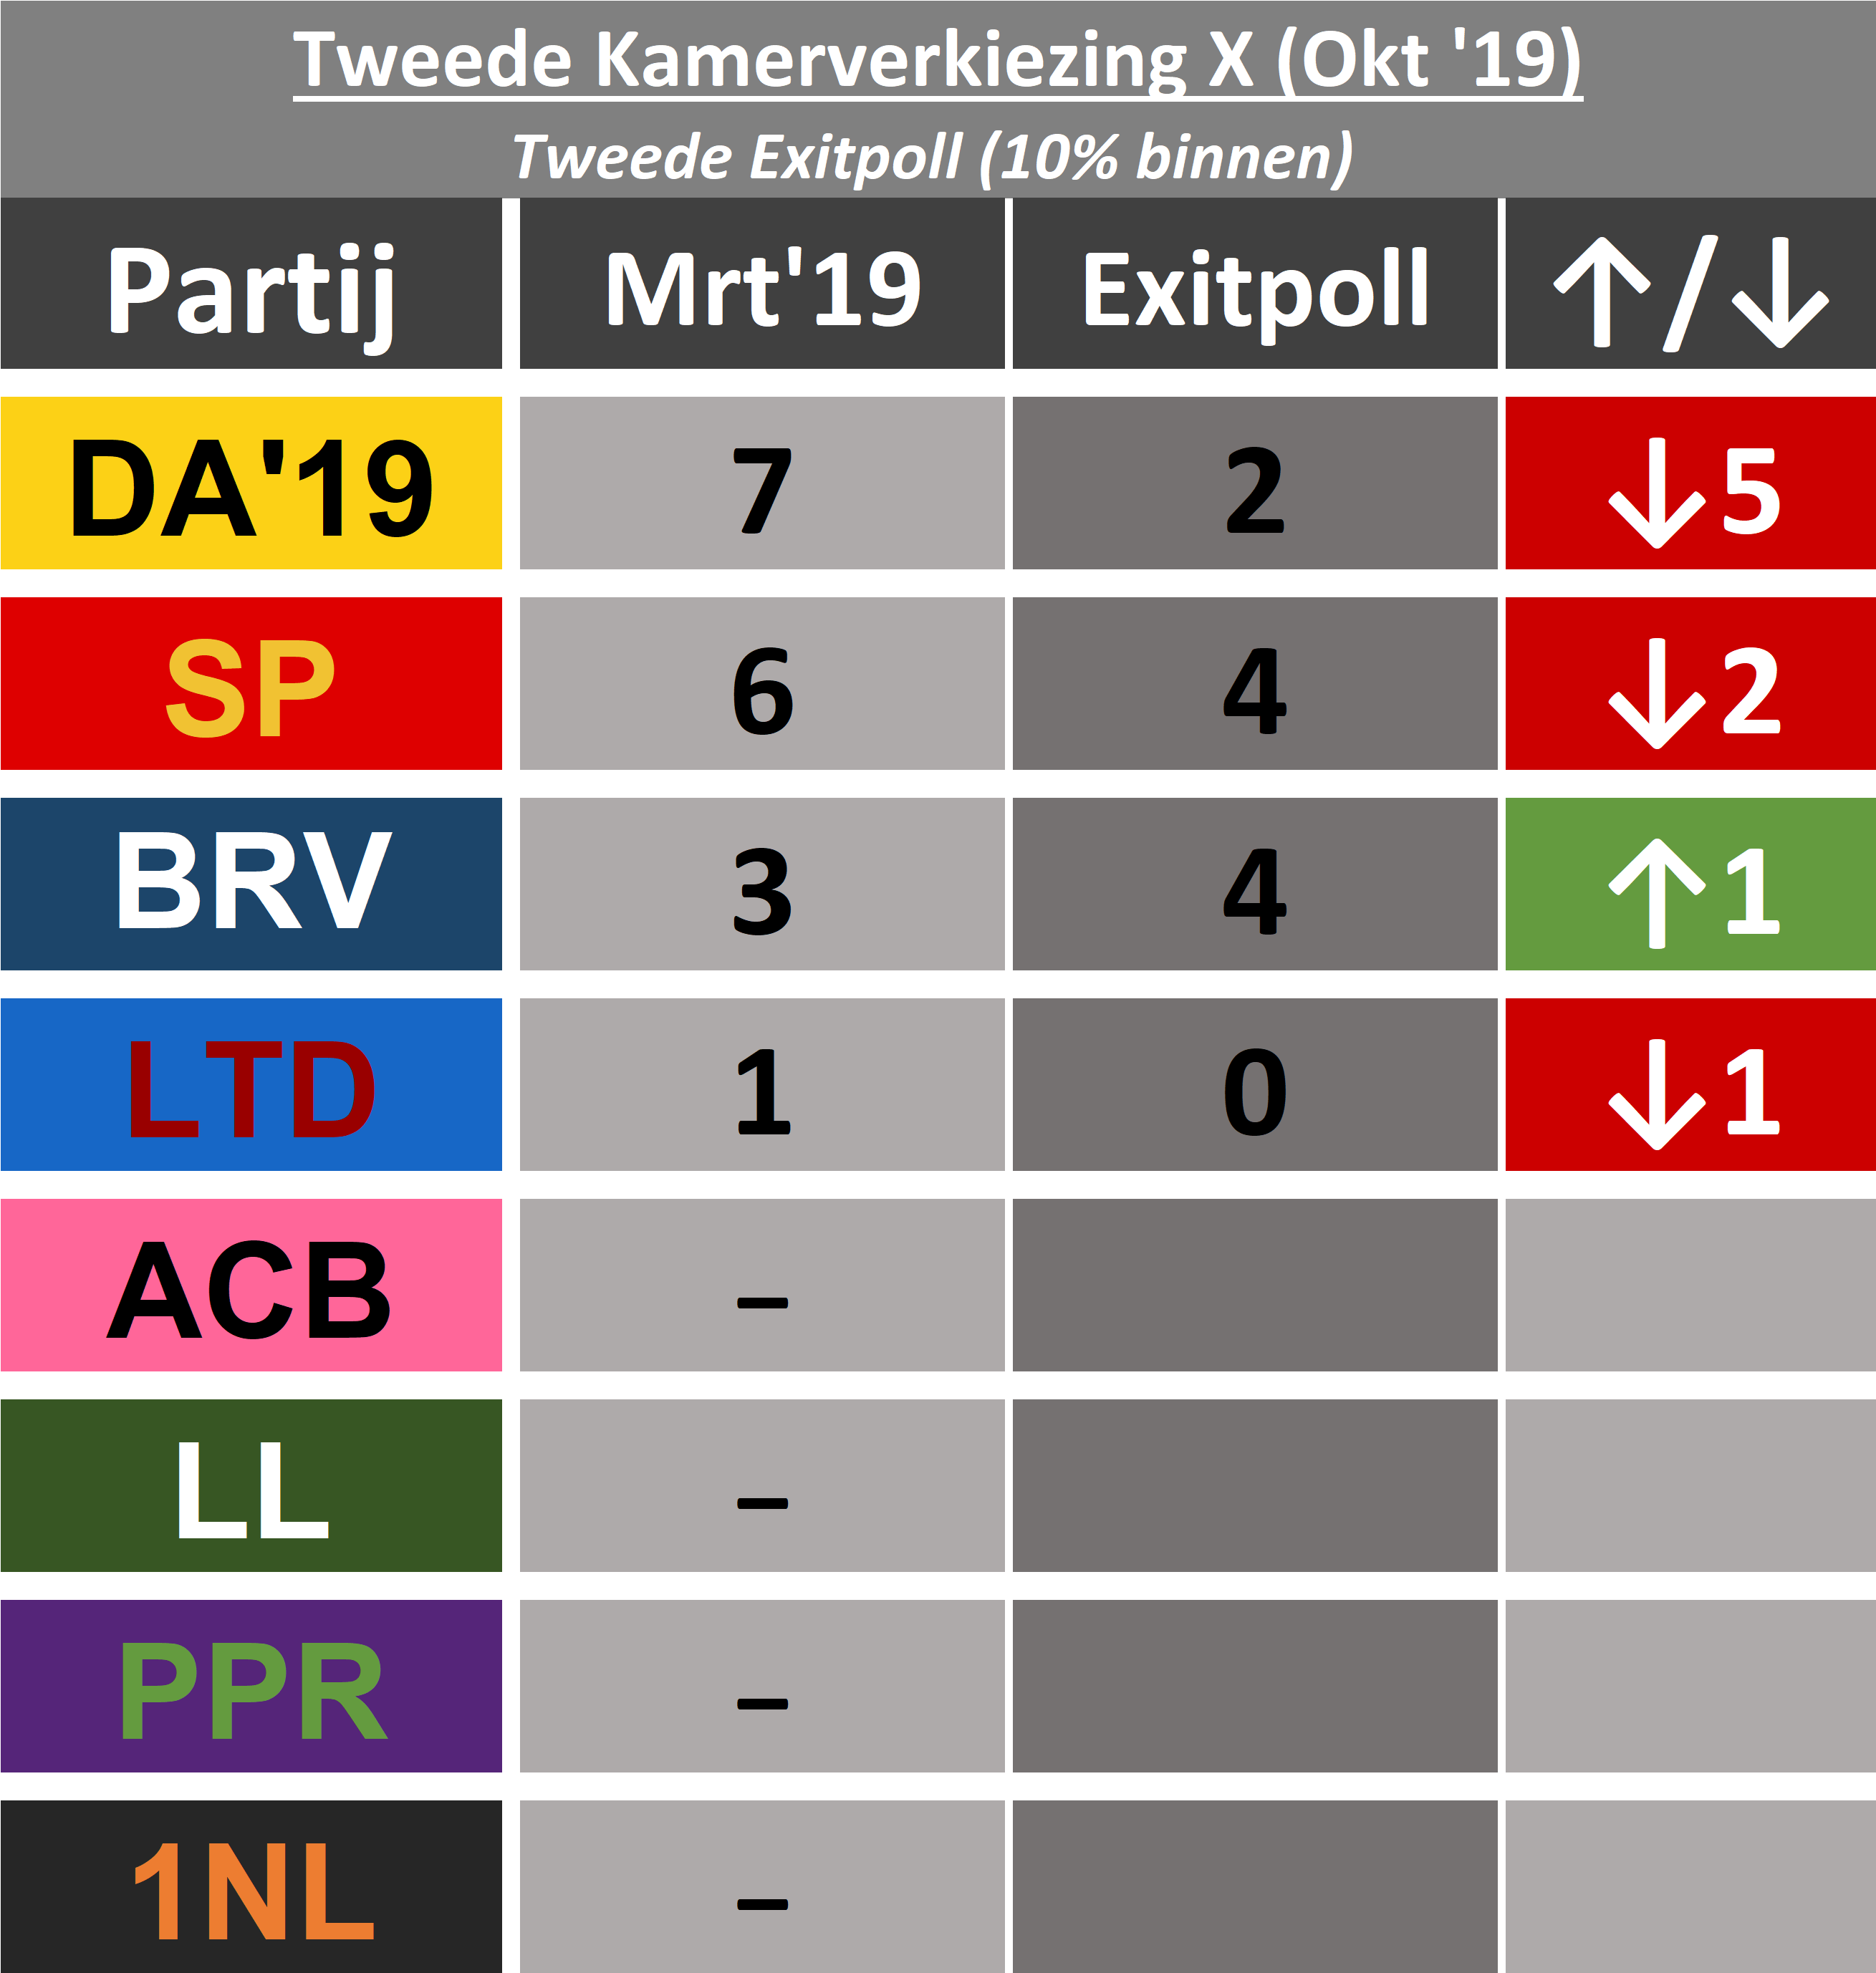 Tweede Kamerverkiezing X (Okt '19)
Tweede Exitpoll (10% binnen)
Partij Mrt'19 Exitpoll ↑/↓
DA'19 7 2 ↓5
SP 6 4 ↓2
BRV 3 4 ↑1
LTD 1 0 ↓1
ACB –
LL –
PPR –
1NL –